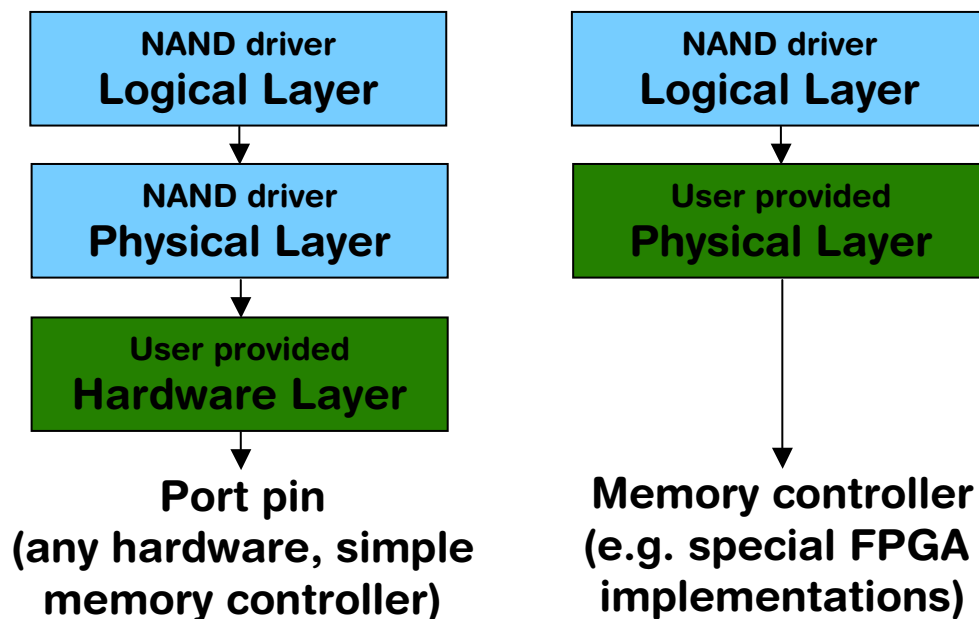 NAND driver
Logical Layer
NAND driver
Physical Layer
User provided
Hardware Layer
Port pin
(any hardware, simple
memory controller)
NAND driver
Logical Layer
User provided
Physical Layer
Memory controller
(e.g. special FPGA
implementations)